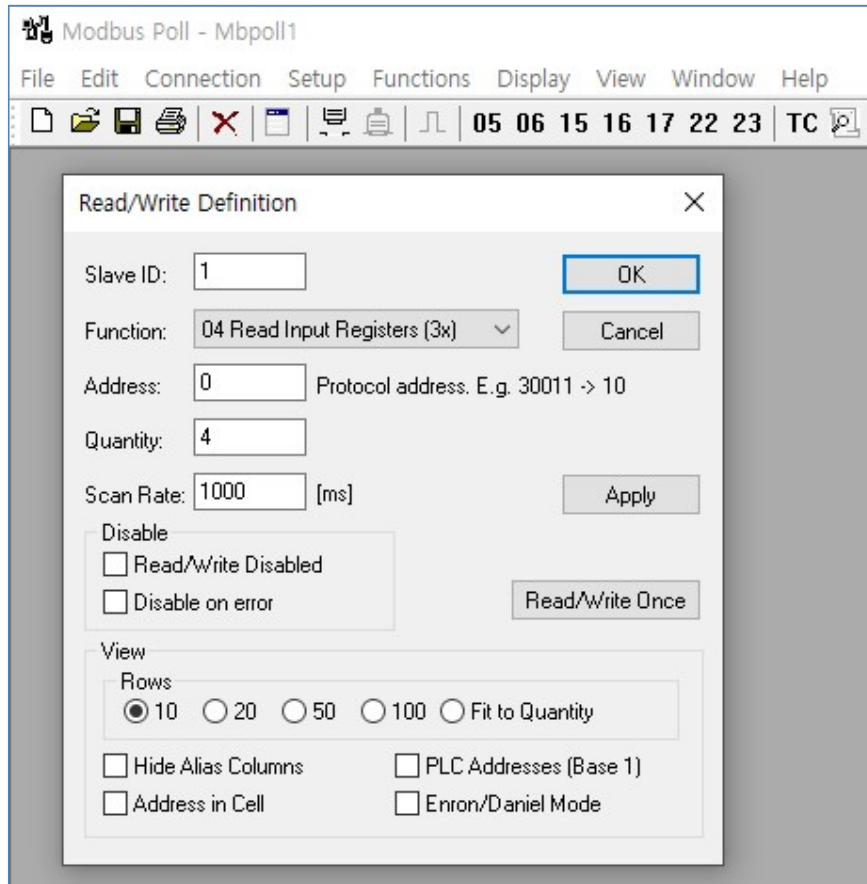 Modbus Poll - Mbpoll1
File Edit Connection Setup Functions Display View Window Help
05 06 15 16 17 22 23 TC
Read/Write Definition
Slave ID: 1 OK
Function: 04 Read Input Registers (3x) Cancel
Address: 0 Protocol address. E.g. 30011 -> 10
Quantity: 4
Scan Rate: 1000 [ms] Apply
Disable
Read/Write Disabled
Disable on error Read/Write Once
View
Rows
10 20 50 100 Fit to Quantity
Hide Alias Columns PLC Addresses (Base 1)
Address in Cell Enron/Daniel Mode